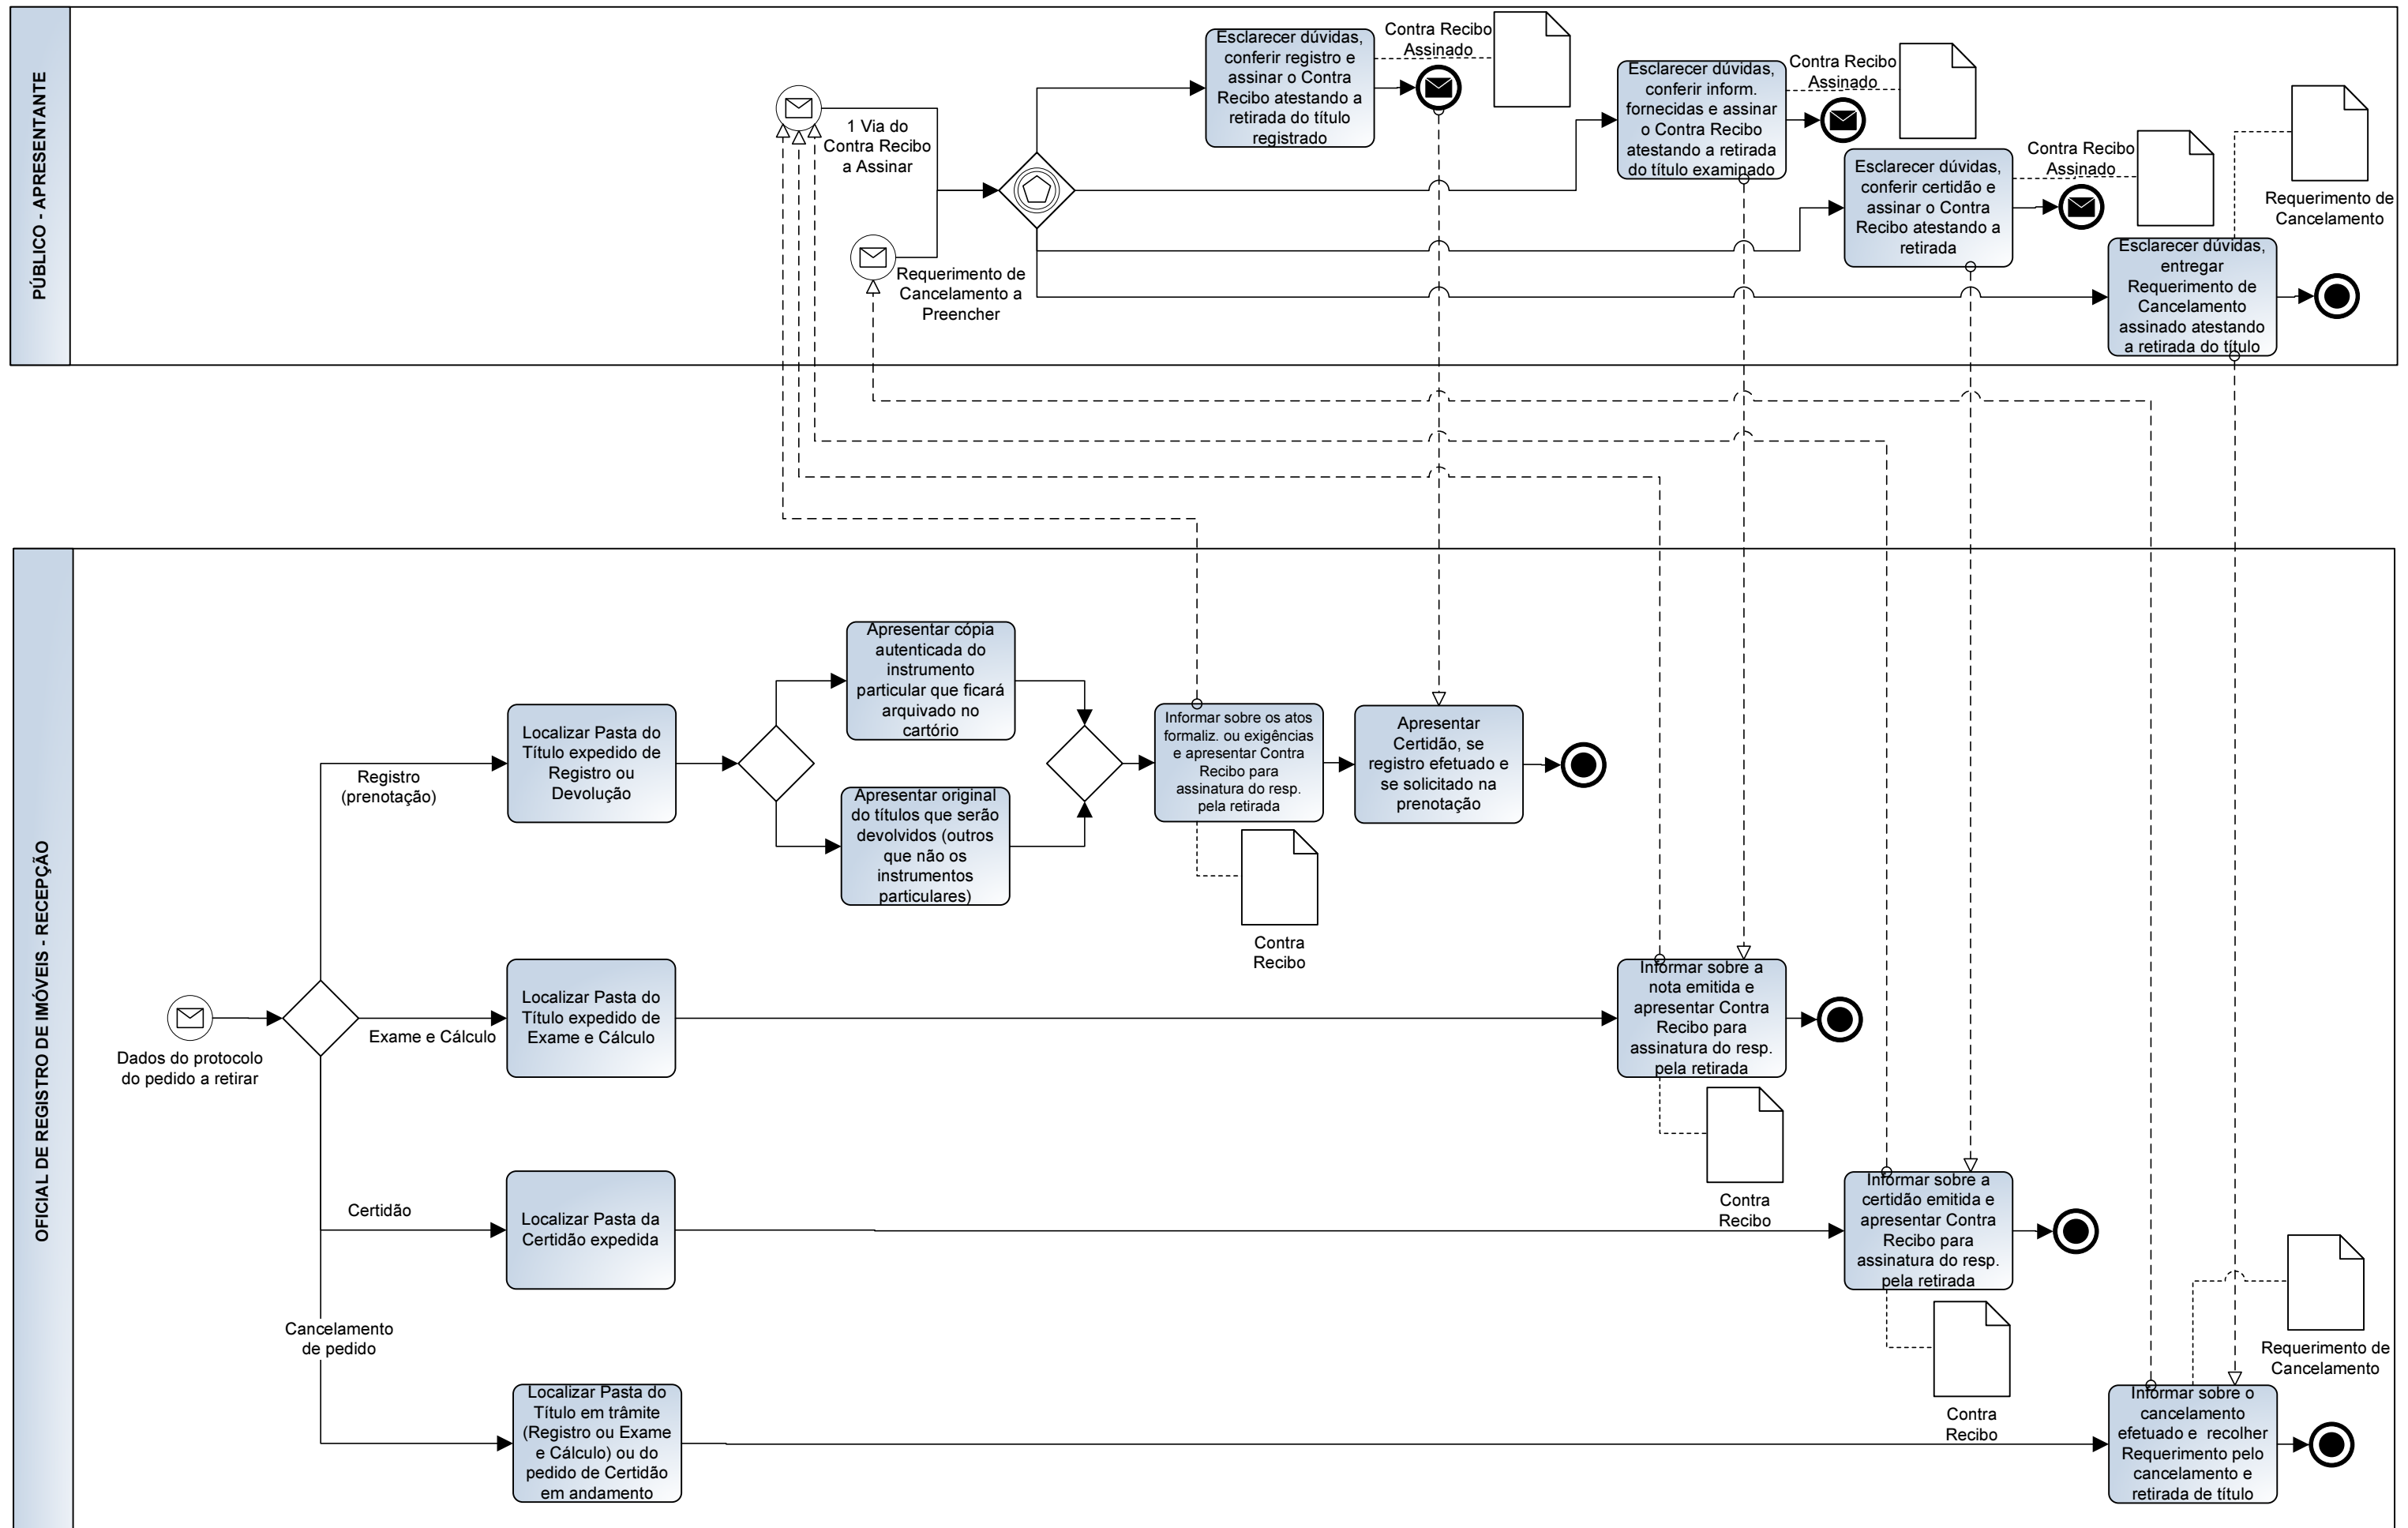 PÚBLICO - APRESENTANTE
Esclarecer dúvidas,
conferir registro e
assinar o Contra
Recibo atestando a
retirada do título
registrado
Contra Recibo
Assinado
Esclarecer dúvidas,
conferir inform.
fornecidas e assinar
o Contra Recibo
atestando a retirada
do título examinado
Contra Recibo
Assinado
Esclarecer dúvidas,
conferir certidão e
assinar o Contra
Recibo atestando a
retirada
Contra Recibo
Assinado
Requerimento de
Cancelamento
Esclarecer dúvidas,
entregar
Requerimento de
Cancelamento
assinado atestando
a retirada do título
1 Via do
Contra Recibo
a Assinar
Requerimento de
Cancelamento a
Preencher
OFICIAL DE REGISTRO DE IMÓVEIS - RECEPÇÃO
Dados do protocolo
do pedido a retirar
Registro
(prenotação)
Localizar Pasta do
Título expedido de
Registro ou
Devolução
Apresentar cópia
autenticada do
instrumento
particular que ficará
arquivado no
cartório
Apresentar original
do títulos que serão
devolvidos (outros
que não os
instrumentos
particulares)
Informar sobre os atos
formaliz. ou exigências
e apresentar Contra
Recibo para
assinatura do resp.
pela retirada
Contra
Recibo
Apresentar
Certidão, se
registro efetuado e
se solicitado na
prenotação
Exame e Cálculo
Localizar Pasta do
Título expedido de
Exame e Cálculo
Informar sobre a
nota emitida e
apresentar Contra
Recibo para
assinatura do resp.
pela retirada
Contra
Recibo
Certidão
Localizar Pasta da
Certidão expedida
Informar sobre a
certidão emitida e
apresentar Contra
Recibo para
assinatura do resp.
pela retirada
Contra
Recibo
Cancelamento
de pedido
Localizar Pasta do
Título em trâmite
(Registro ou Exame
e Cálculo) ou do
pedido de Certidão
em andamento
Requerimento de
Cancelamento
Informar sobre o
cancelamento
efetuado e  recolher
Requerimento pelo
cancelamento e
retirada de título